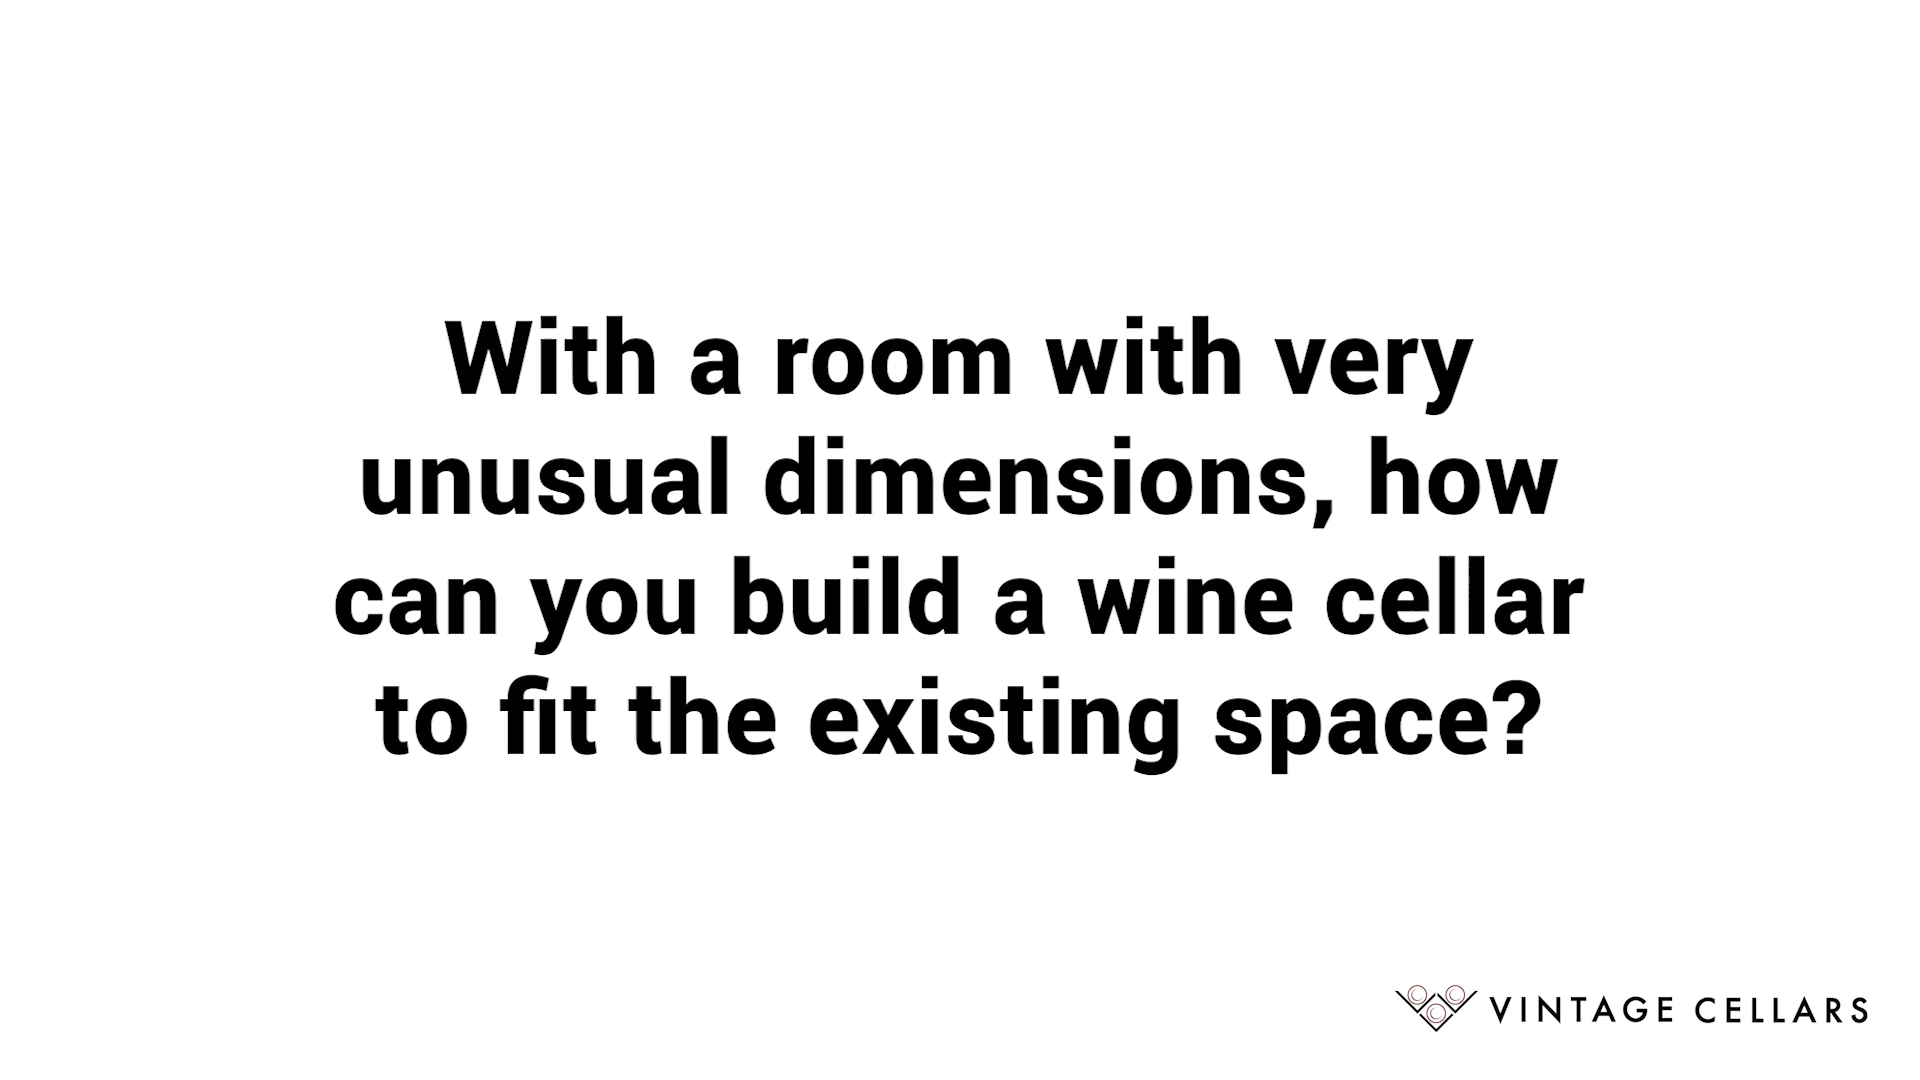 With a room with very
unusual dimensions, how
can you build a wine cellar
to fit the existing space?
VINTAGE CELLARS